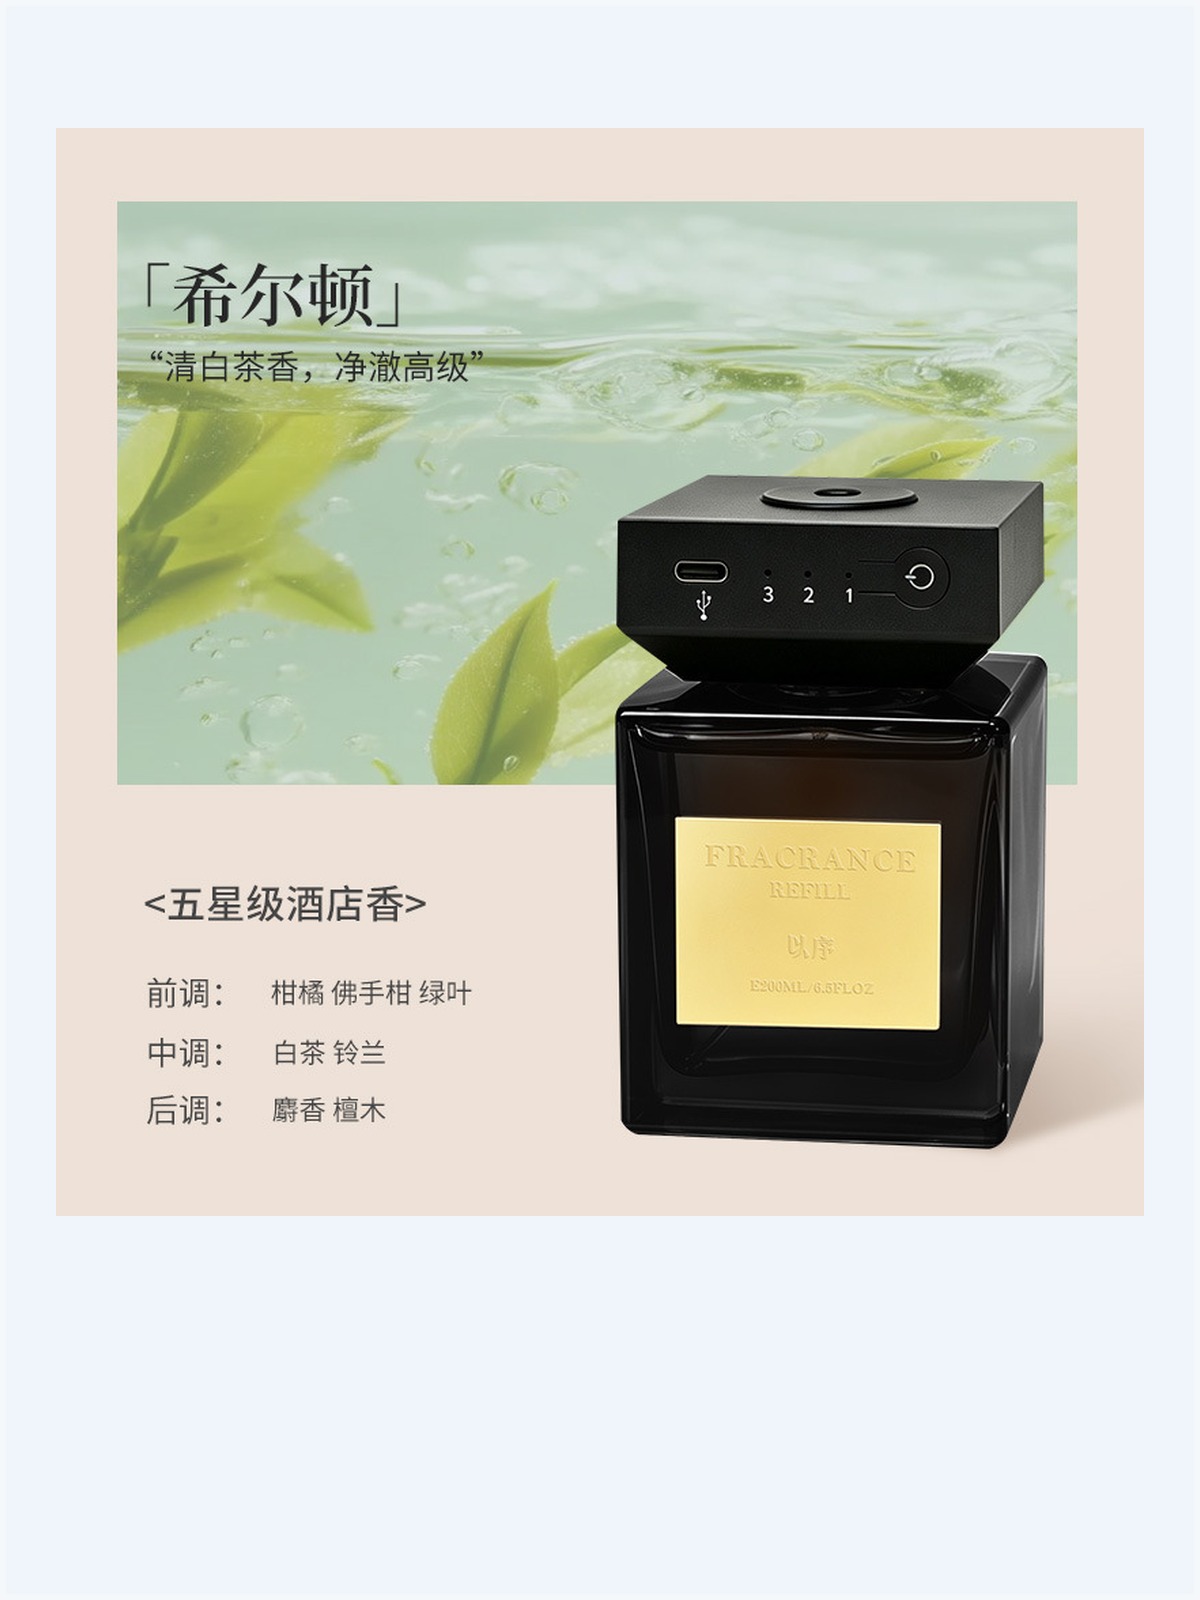 「希尔顿」
“清白茶香，净澈高级”
3 2 1
FRAGRANCE
REFILL
以序
E200ML/6.5FLOZ
<五星级酒店香>
前调： 柑橘 佛手柑 绿叶
中调： 白茶 铃兰
后调： 麝香 檀木